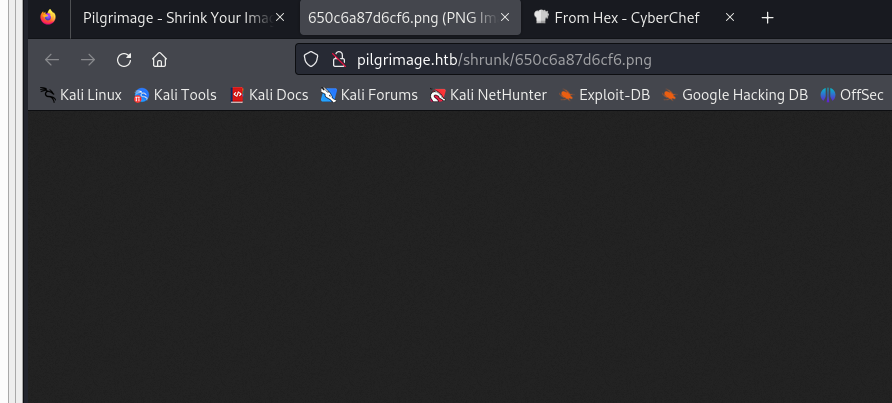 Pilgrimage - Shrink Your Ima 650c6a87d6cf6.png (PNG Im From Hex - CyberChef
pilgrimage.htb/shrunk/650c6a87d6cf6.png
Kali Linux Kali Tools Kali Docs Kali Forums Kali NetHunter Exploit-DB Google Hacking DB OffSec